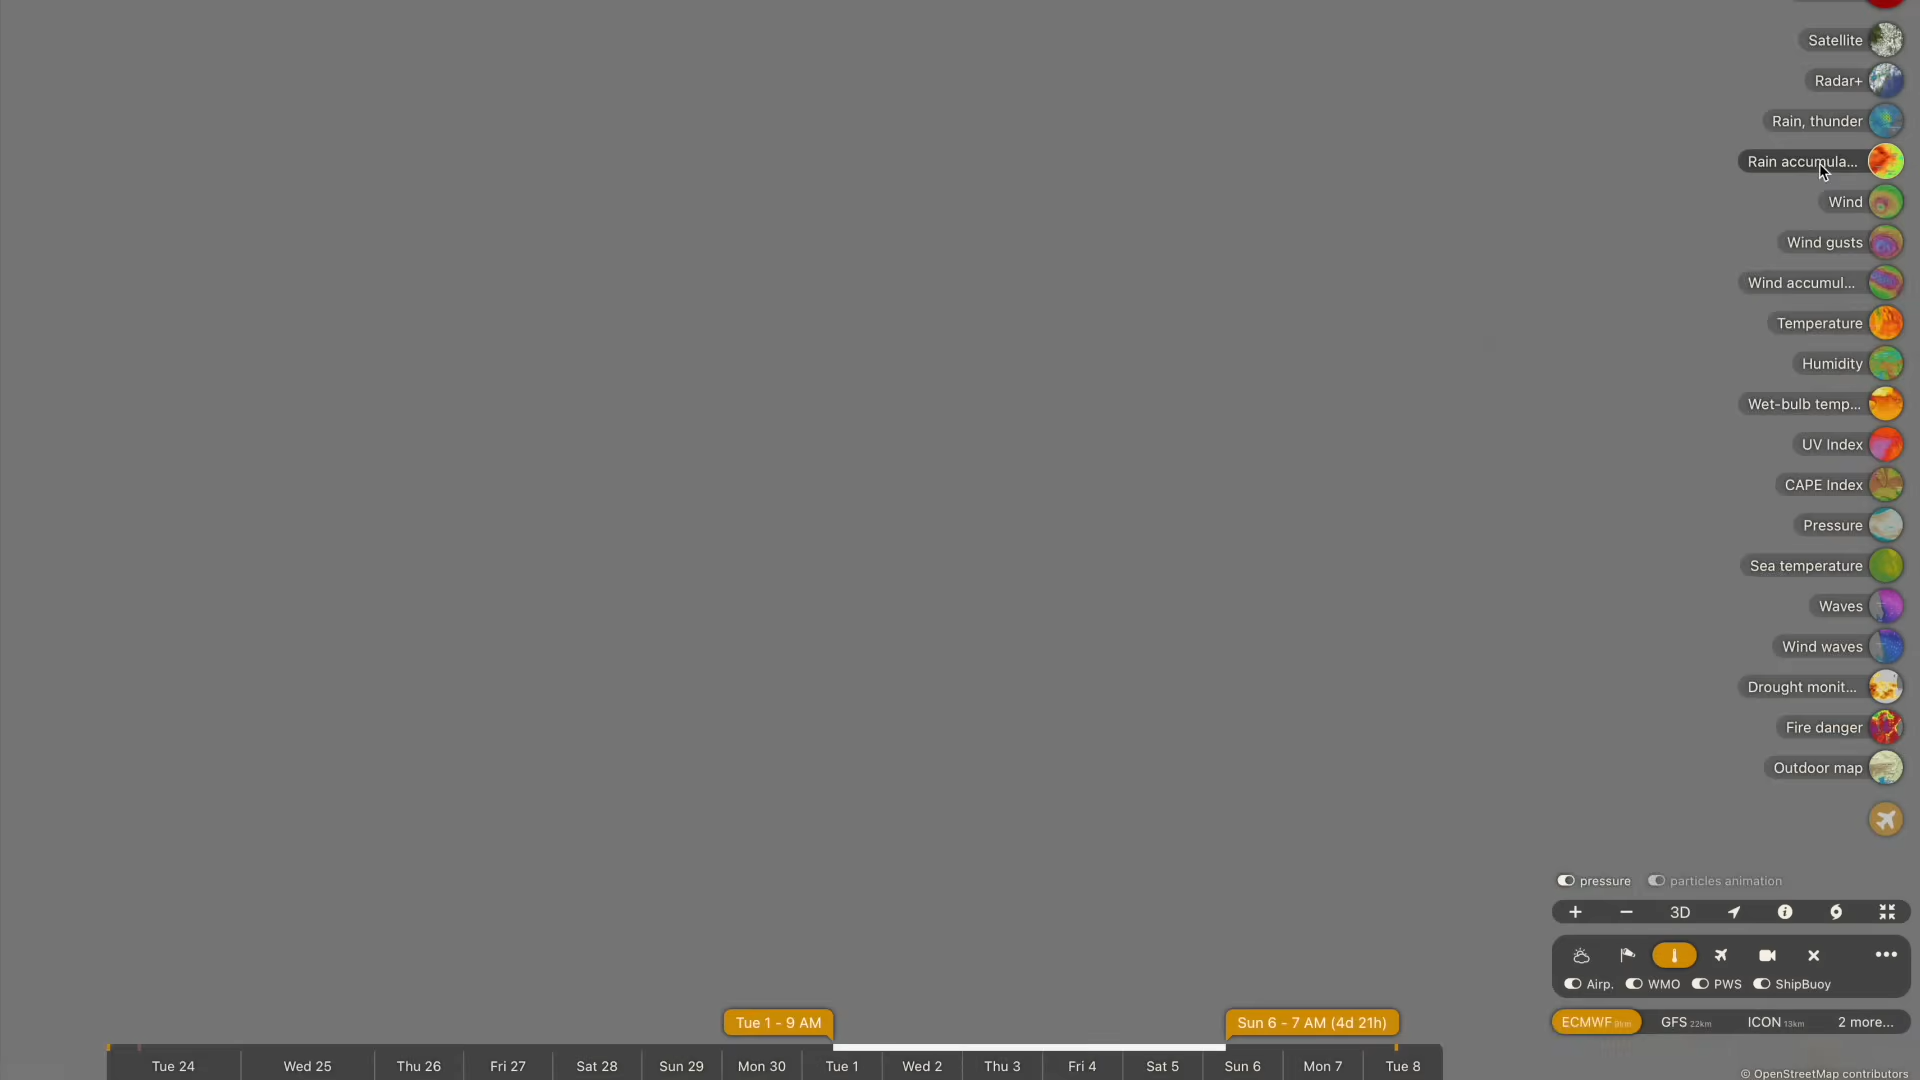 Satellite
Radar+
Rain, thunder
Rain accumula...
Wind
Wind gusts
Wind accumul...
Temperature
Humidity
Wet-bulb temp...
UV Index
CAPE Index
Pressure
Sea temperature
Waves
Wind waves
Drought monit...
Fire danger
Outdoor map
pressure particles animation
3D
Airp. WMO PWS ShipBuoy
ECMWF 9km GFS 22km ICON 13km 2 more...
Tue 1 - 9 AM Sun 6 - 7 AM (4d 21h)
Tue 24 Wed 25 Thu 26 Fri 27 Sat 28 Sun 29 Mon 30 Tue 1 Wed 2 Thu 3 Fri 4 Sat 5 Sun 6 Mon 7 Tue 8
© OpenStreetMap contributors